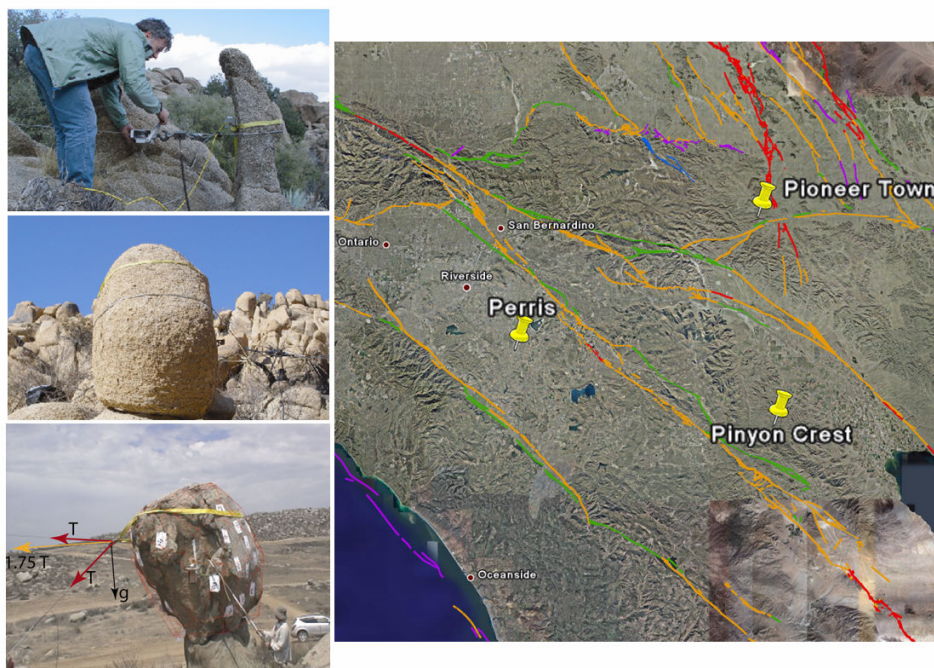 T
1.75 T
T
g
Pioneer Town
San Bernardino
Ontario
Riverside
Perris
Pinyon Crest
Oceanside